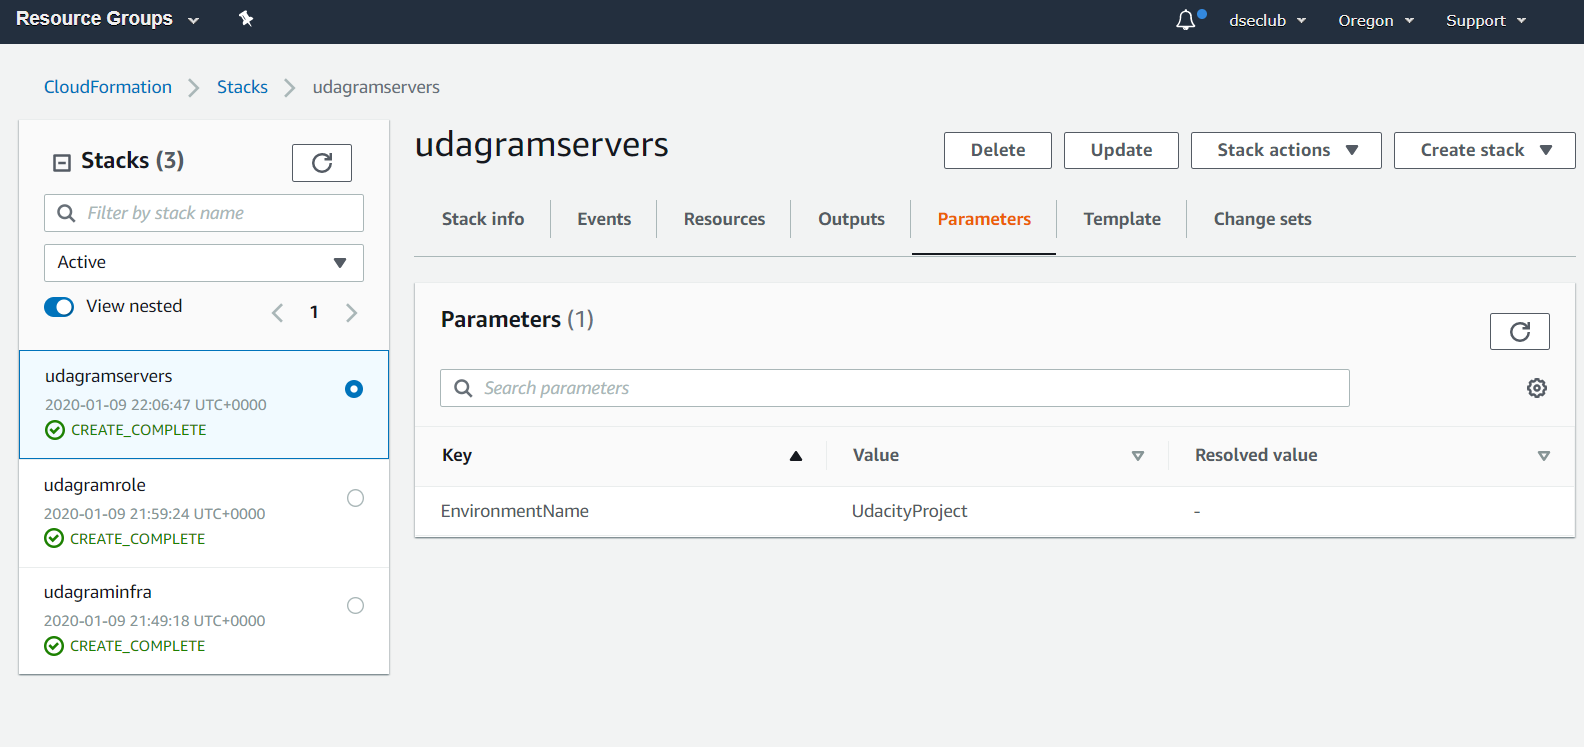 Resource Groups
dseclub
Oregon
Support
CloudFormation
Stacks
udagramservers
Stacks (3)
Filter by stack name
Active
View nested
1
udagramservers
2020-01-09 22:06:47 UTC+0000
CREATE_COMPLETE
udagramrole
2020-01-09 21:59:24 UTC+0000
CREATE_COMPLETE
udagraminfra
2020-01-09 21:49:18 UTC+0000
CREATE_COMPLETE
udagramservers
Delete
Update
Stack actions
Create stack
Stack info
Events
Resources
Outputs
Parameters
Template
Change sets
Parameters (1)
Search parameters
Key
Value
Resolved value
EnvironmentName
UdacityProject
-